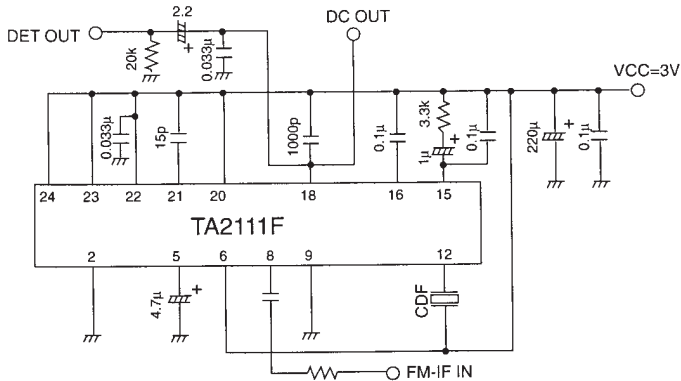 2.2
DC OUT
DET OUT
+
20k
0.033μ
VCC=3V
0.033μ
15p
1000p
0.1μ
3.3k
1μ
+
0.1μ
220μ
+
0.1μ
24 23 22 21 20 18 16 15
TA2111F
2 5 6 8 9 12
4.7μ
+
CDF
FM-IF IN